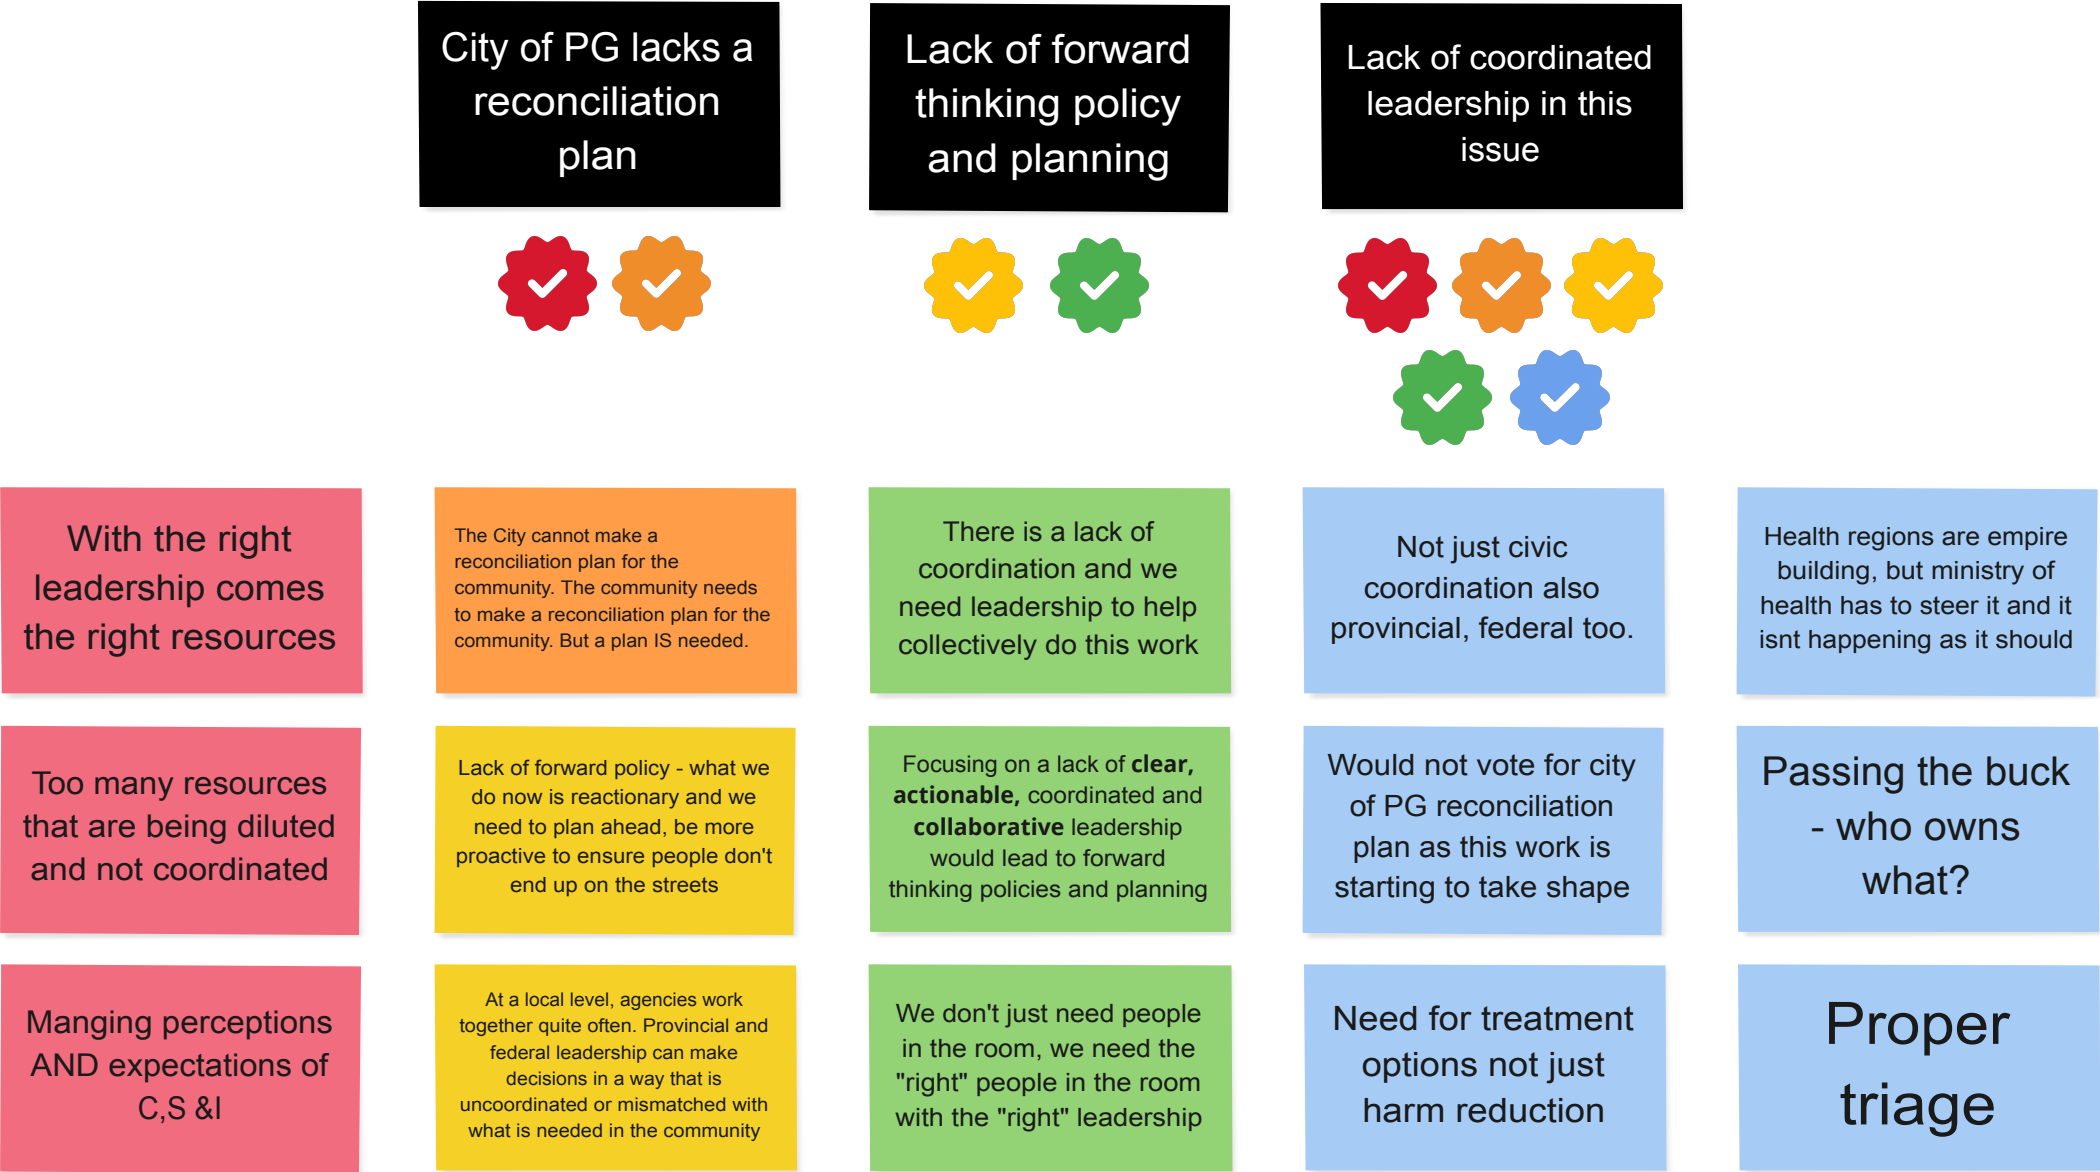 City of PG lacks a
reconciliation
plan
Lack of forward
thinking policy
and planning
Lack of coordinated
leadership in this
issue
With the right
leadership comes
the right resources
The City cannot make a
reconciliation plan for the
community. The community needs
to make a reconciliation plan for the
community. But a plan IS needed.
There is a lack of
coordination and we
need leadership to help
collectively do this work
Not just civic
coordination also
provincial, federal too.
Health regions are empire
building, but ministry of
health has to steer it and it
isnt happening as it should
Too many resources
that are being diluted
and not coordinated
Lack of forward policy - what we
do now is reactionary and we
need to plan ahead, be more
proactive to ensure people don't
end up on the streets
Focusing on a lack of clear,
actionable, coordinated and
collaborative leadership
would lead to forward
thinking policies and planning
Would not vote for city
of PG reconciliation
plan as this work is
starting to take shape
Passing the buck
- who owns
what?
Manging perceptions
AND expectations of
C,S &I
At a local level, agencies work
together quite often. Provincial and
federal leadership can make
decisions in a way that is
uncoordinated or mismatched with
what is needed in the community
We don't just need people
in the room, we need the
"right" people in the room
with the "right" leadership
Need for treatment
options not just
harm reduction
Proper
triage